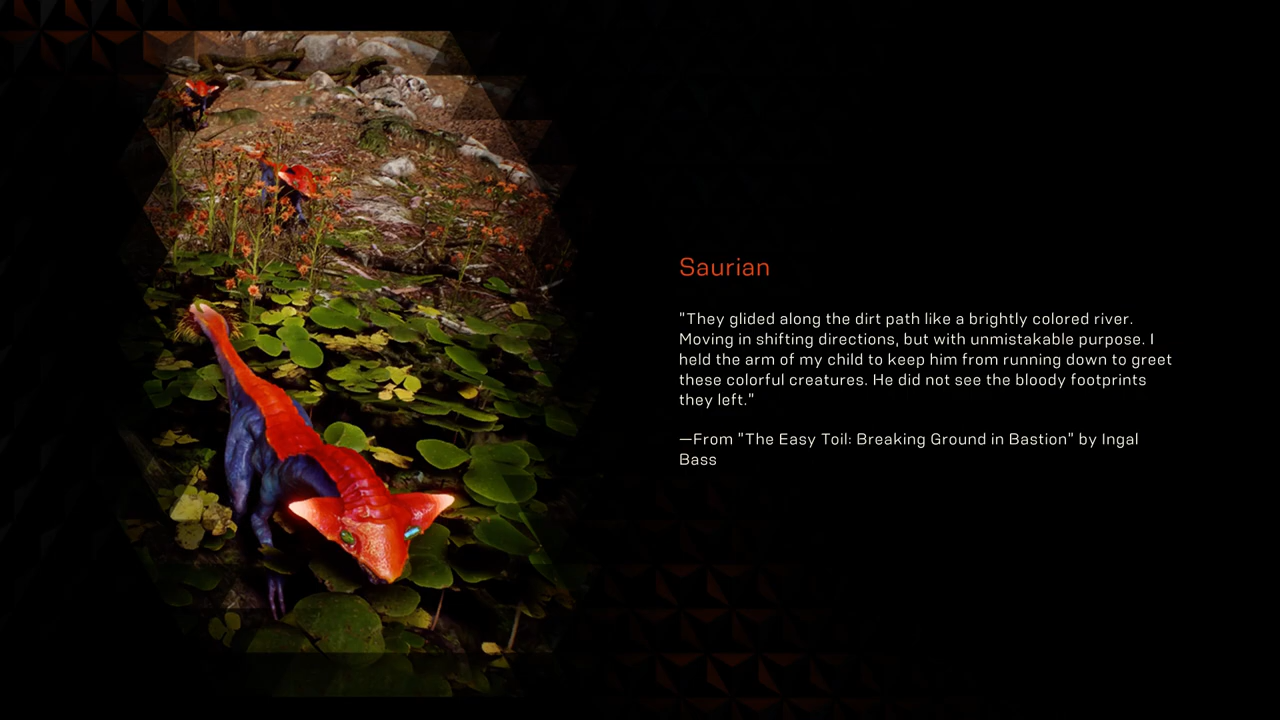 Saurian
"They glided along the dirt path like a brightly colored river.
Moving in shifting directions, but with unmistakable purpose. I
held the arm of my child to keep him from running down to greet
these colorful creatures. He did not see the bloody footprints
they left."
—From "The Easy Toil: Breaking Ground in Bastion" by Ingal
Bass